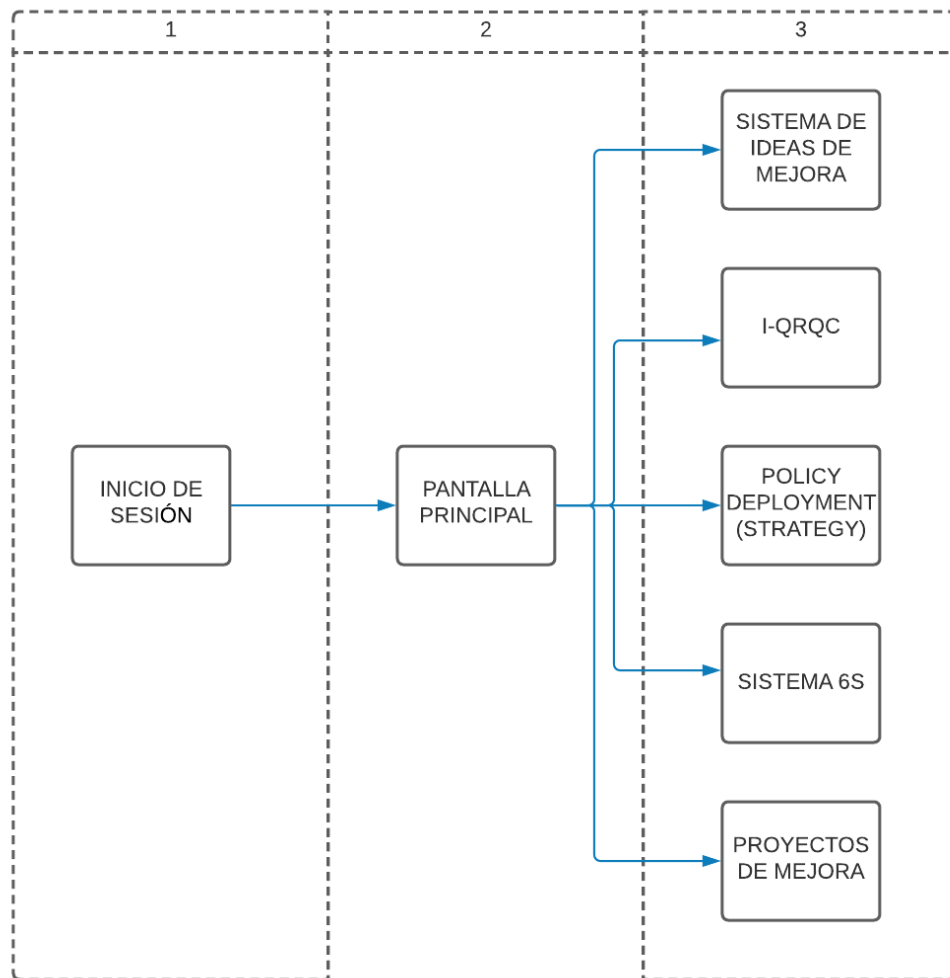 1
2
3
SISTEMA DE
IDEAS DE
MEJORA
I-QRQC
INICIO DE
SESIÓN
PANTALLA
PRINCIPAL
POLICY
DEPLOYMENT
(STRATEGY)
SISTEMA 6S
PROYECTOS
DE MEJORA